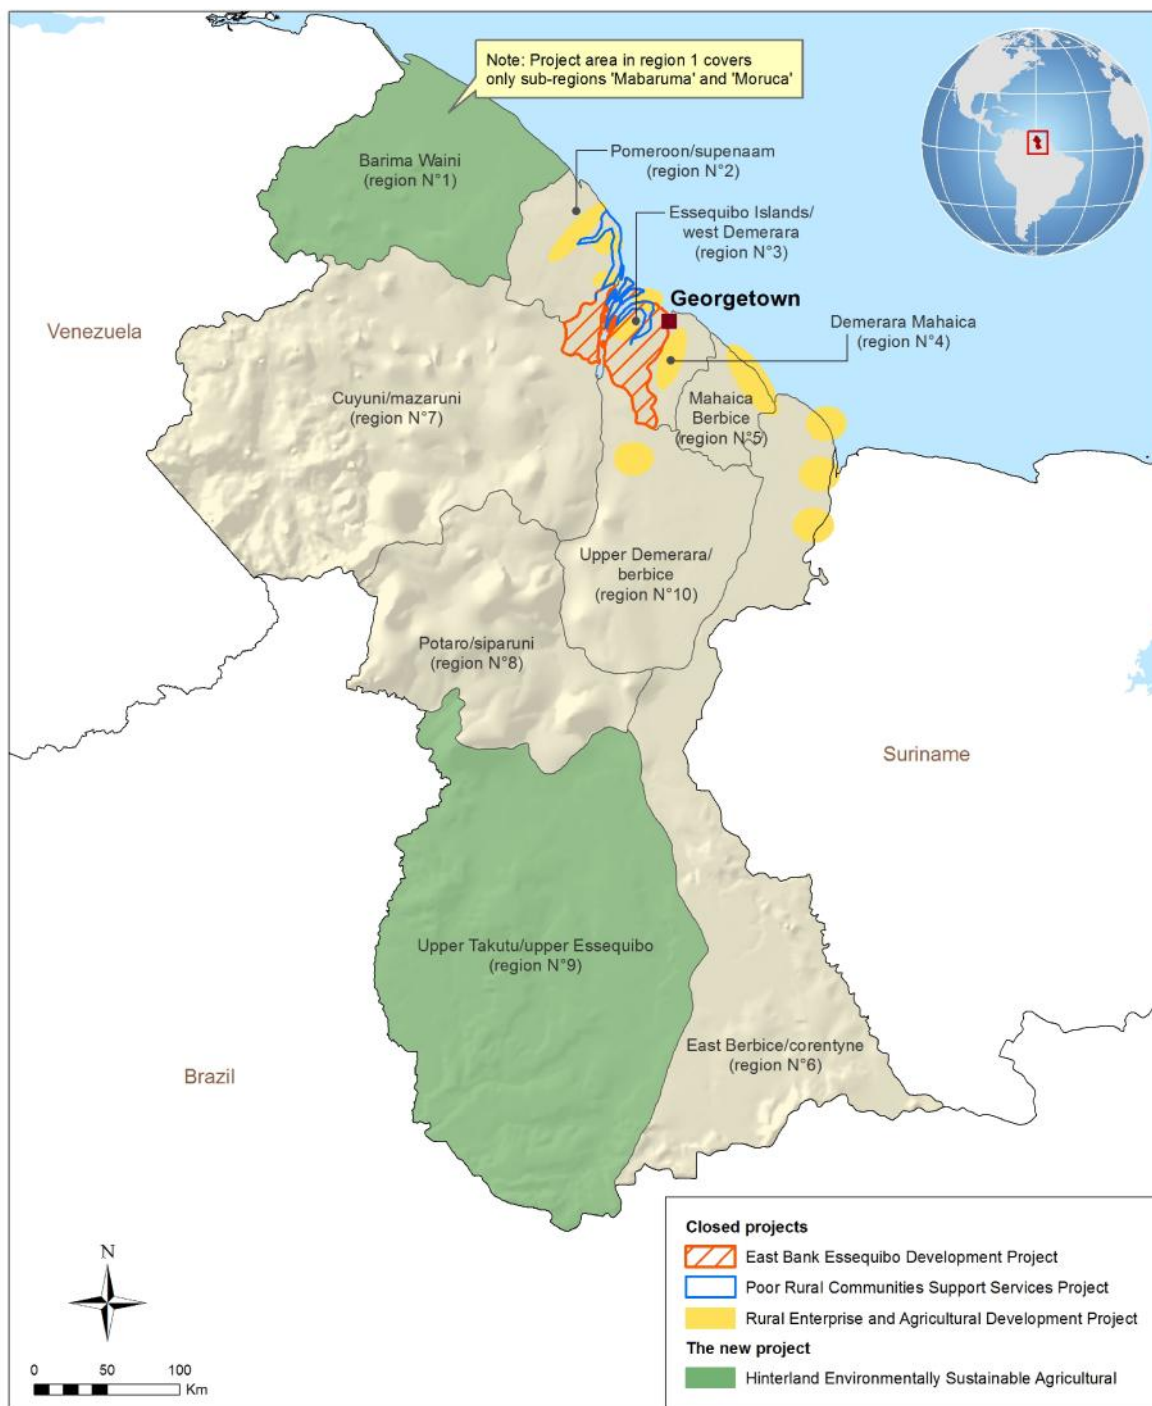 Note: Project area in region 1 covers
only sub-regions 'Mabaruma' and 'Moruca'
Barima Waini
(region N°1)
Pomeroon/supenaam
(region N°2)
Essequibo Islands/
west Demerara
(region N°3)
Georgetown
Venezuela
Demerara Mahaica
(region N°4)
Cuyuni/mazaruni
(region N°7)
Mahaica
Berbice
(region N°5)
Upper Demerara/
berbice
(region N°10)
Potaro/siparuni
(region N°8)
Suriname
Upper Takutu/upper Essequibo
(region N°9)
East Berbice/corentyne
(region N°6)
Brazil
Closed projects
East Bank Essequibo Development Project
Poor Rural Communities Support Services Project
Rural Enterprise and Agricultural Development Project
The new project
Hinterland Environmentally Sustainable Agricultural
N
0 50 100
Km